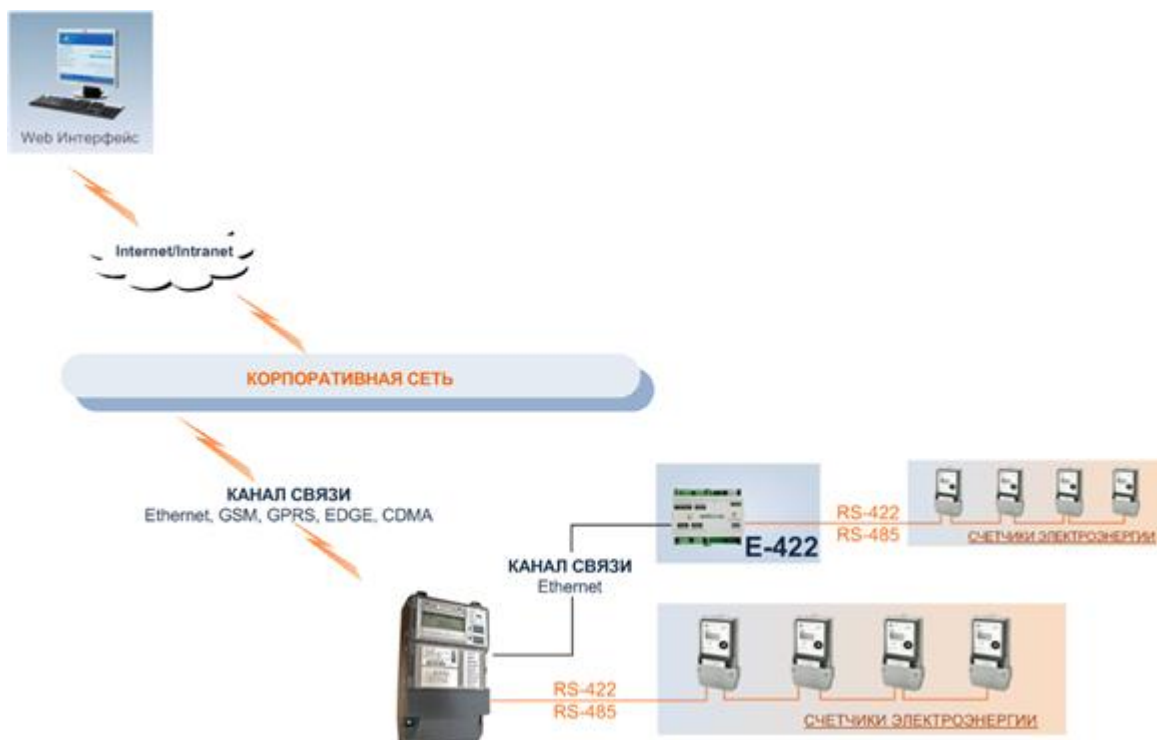 Web Интерфейс
Internet/Intranet
КОРПОРАТИВНАЯ СЕТЬ
КАНАЛ СВЯЗИ
Ethernet, GSM, GPRS, EDGE, CDMA
E-422
RS-422
RS-485
СЧЕТЧИКИ ЭЛЕКТРОЭНЕРГИИ
КАНАЛ СВЯЗИ
Ethernet
RS-422
RS-485
СЧЕТЧИКИ ЭЛЕКТРОЭНЕРГИИ